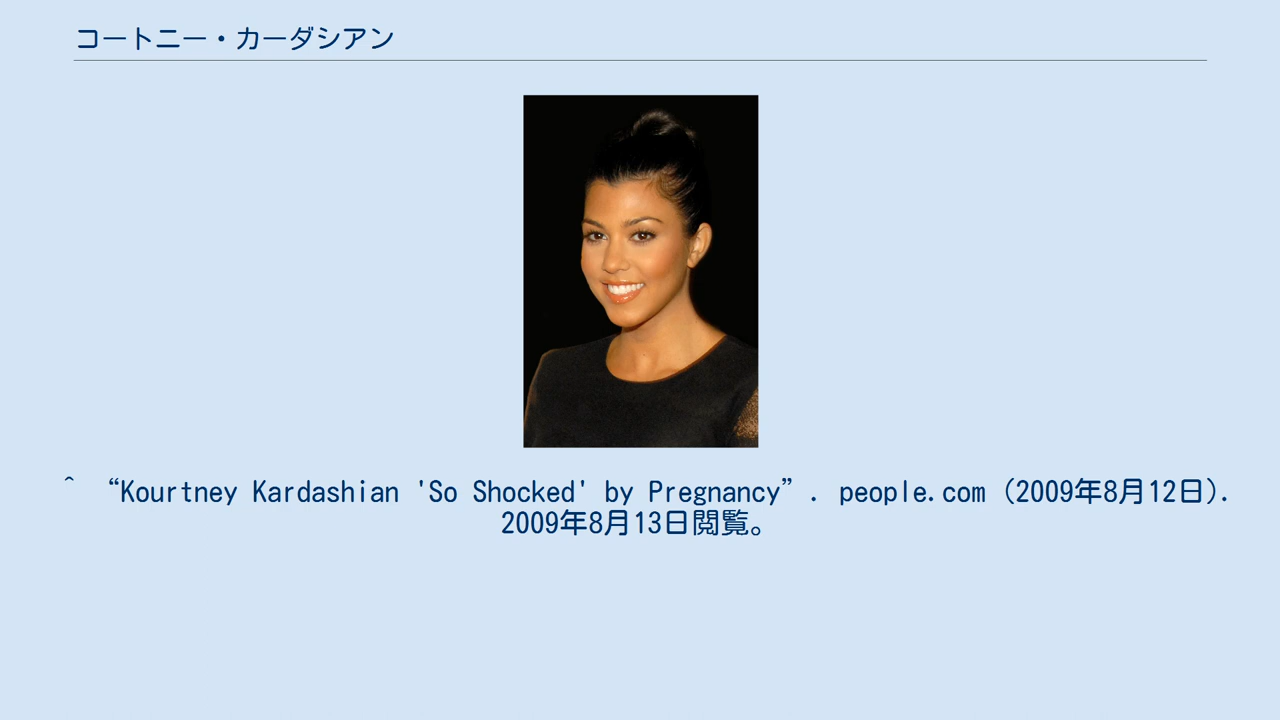 コートニー・カーダシアン
^ “Kourtney Kardashian 'So Shocked' by Pregnancy”. people.com (2009年8月12日).
2009年8月13日閲覧。